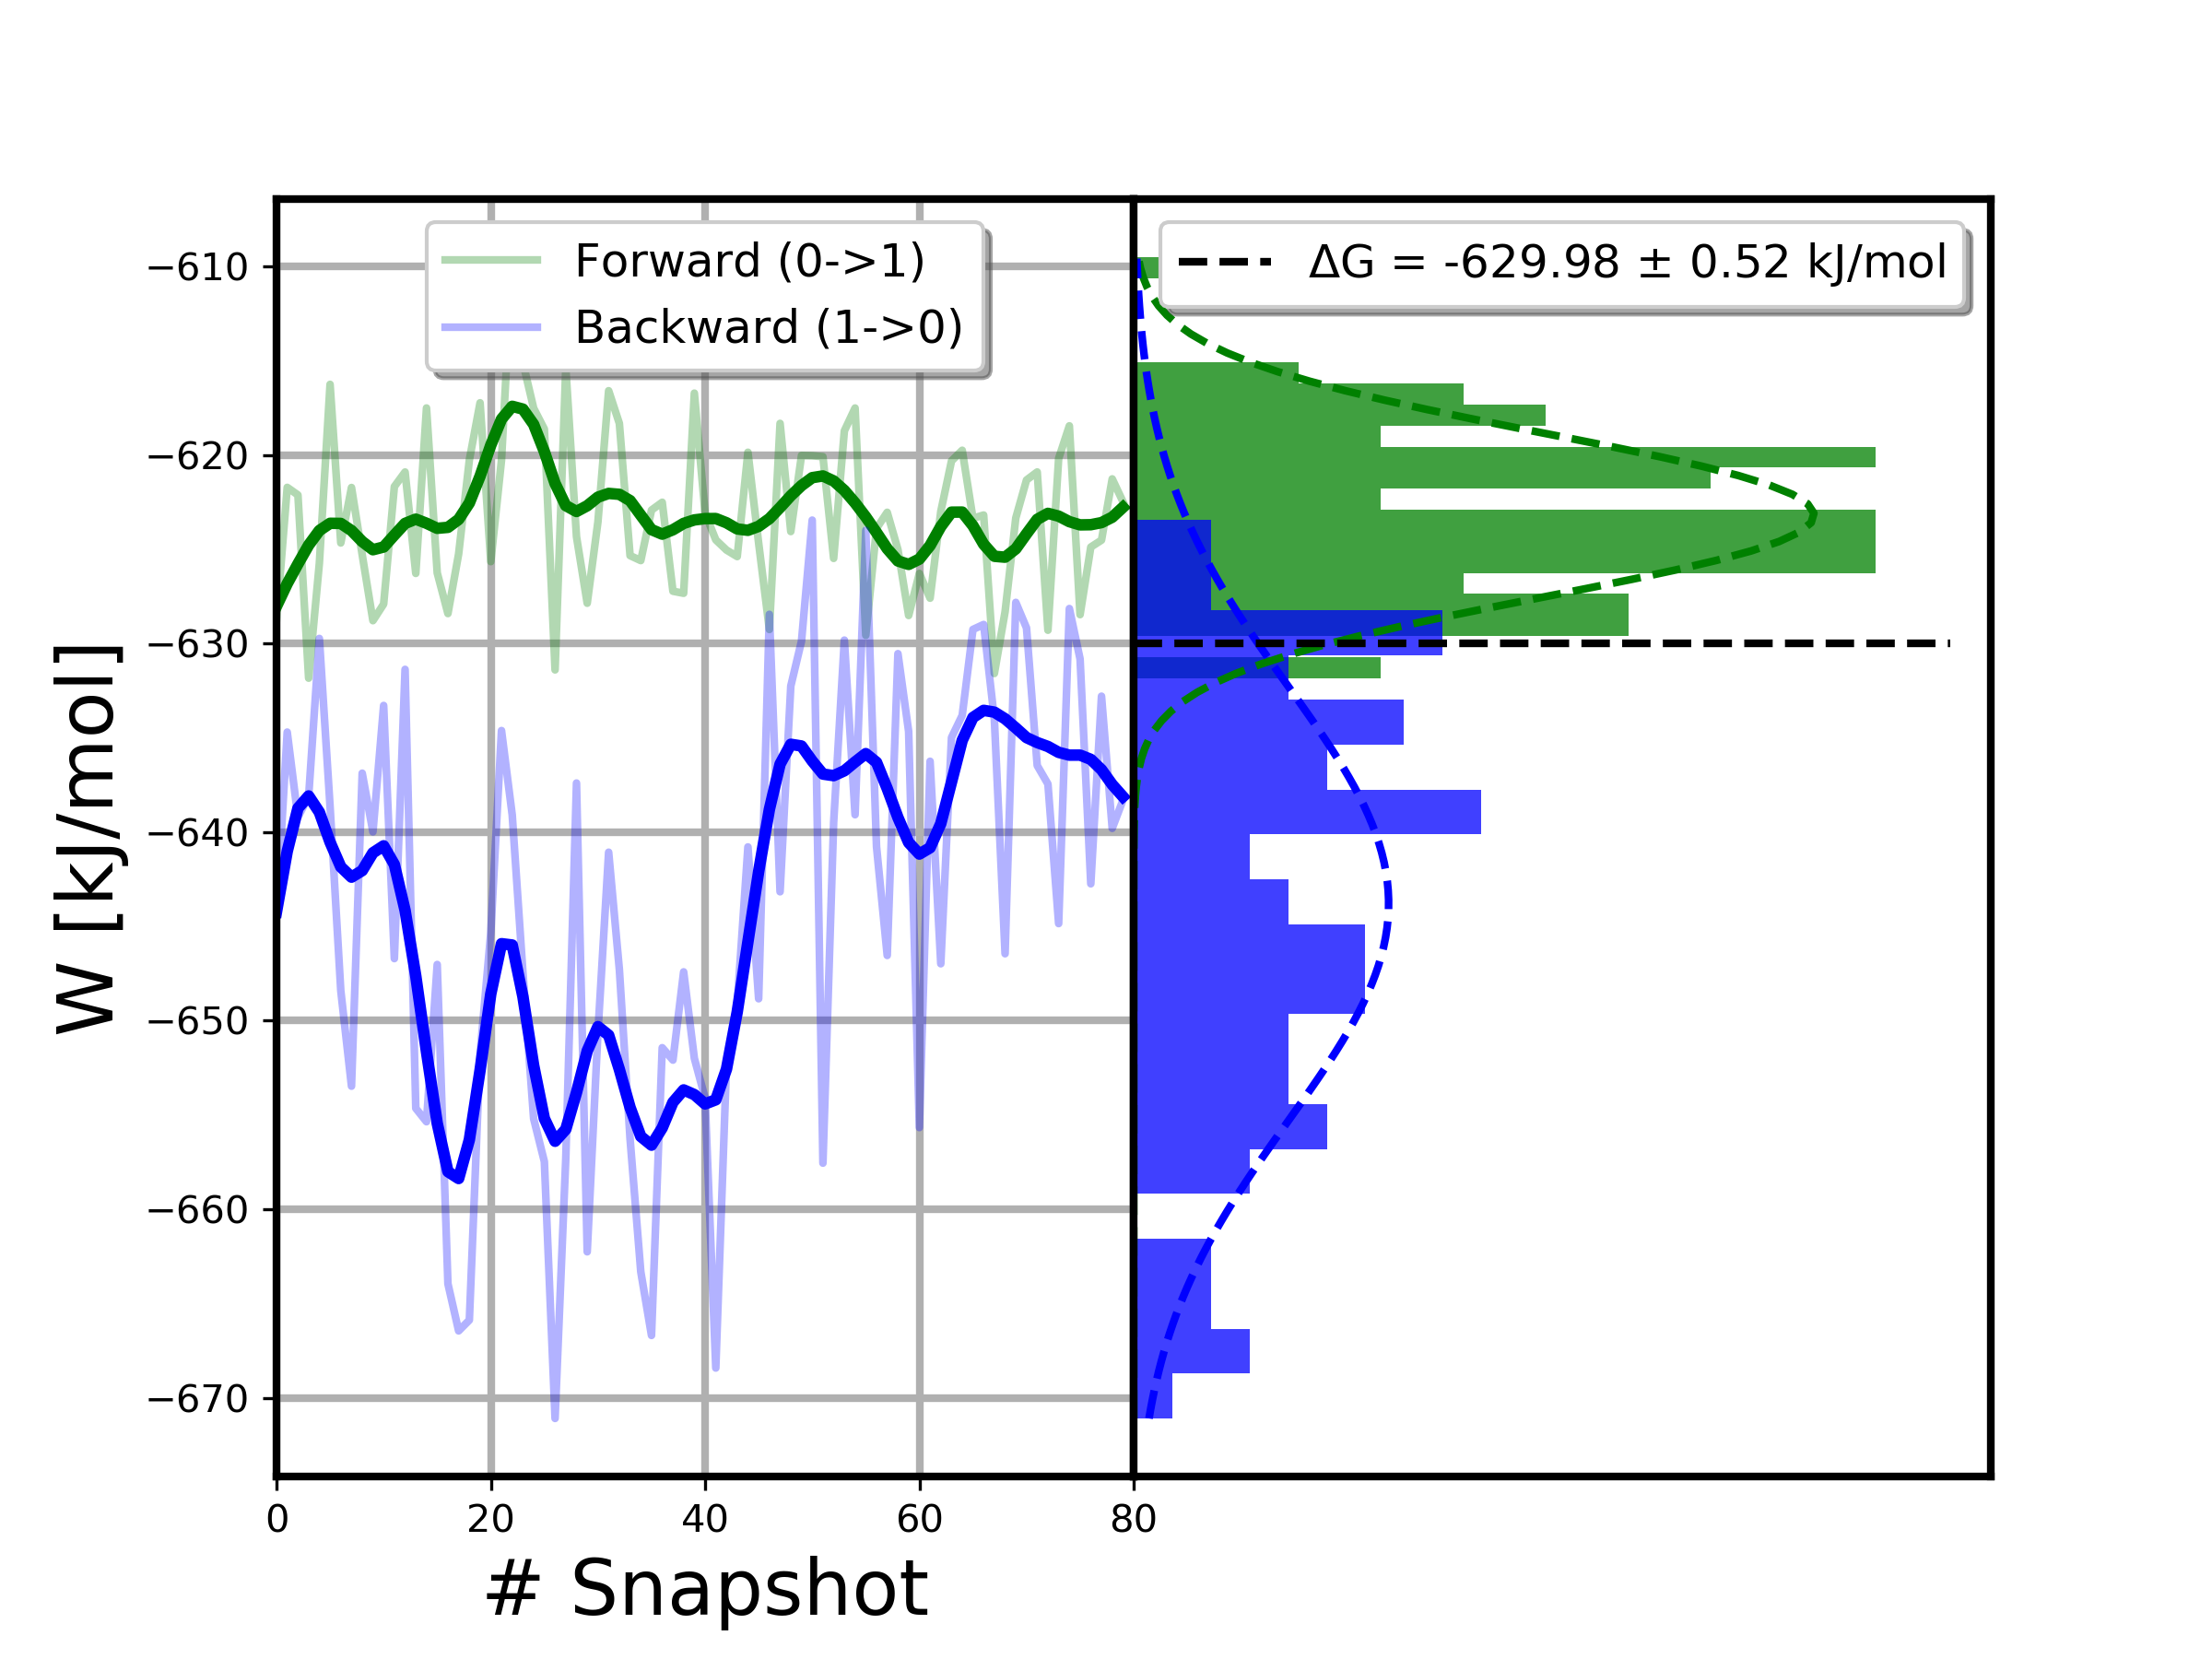 Forward (0->1)
Backward (1->0)
ΔG = -629.98 ± 0.52 kJ/mol
W [kJ/mol]
−610
−620
−630
−640
−650
−660
−670
0 20 40 60 80
# Snapshot